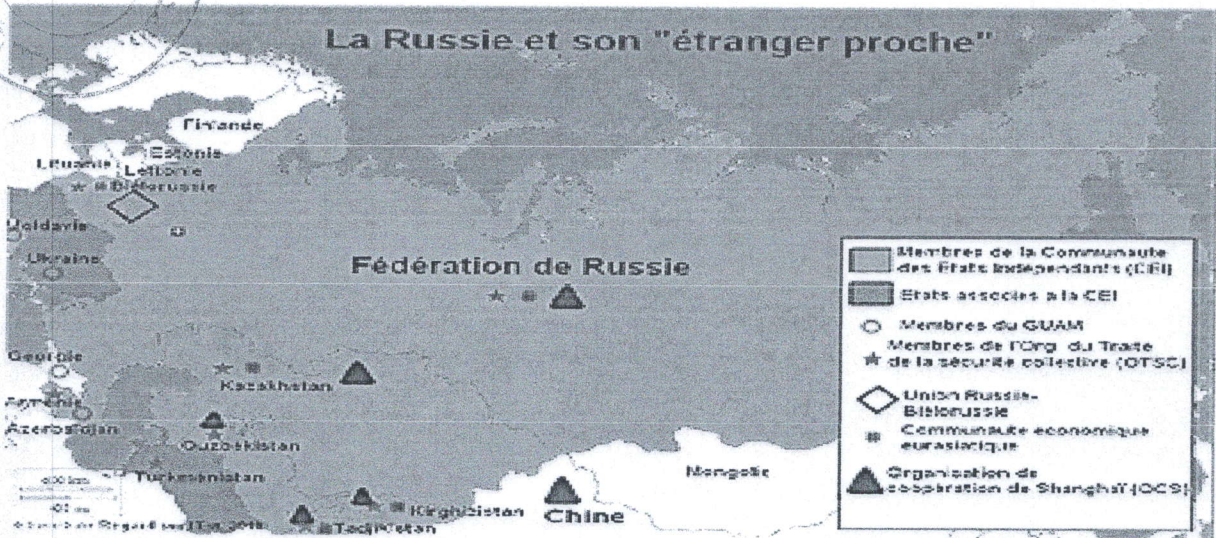 La Russie et son "étranger proche"
Finlande
Estonie
Lituanie
Lettonie
Biélorussie
Moldavie
Ukraine
Fédération de Russie
Géorgie
Arménie
Azerbaïdjan
Kazakhstan
Ouzbékistan
Turkménistan
Kirghizistan
Tadjikistan
Chine
Mongolie
Membres de la Communauté
des États Indépendants (CEI)
États associés à la CEI
Membres du GUAM
Membres de l'Org. du Traité
de la sécurité collective (OTSC)
Union Russie-
Biélorussie
Communauté économique
eurasiatique
Organisation de
coopération de Shanghaï (OCS)